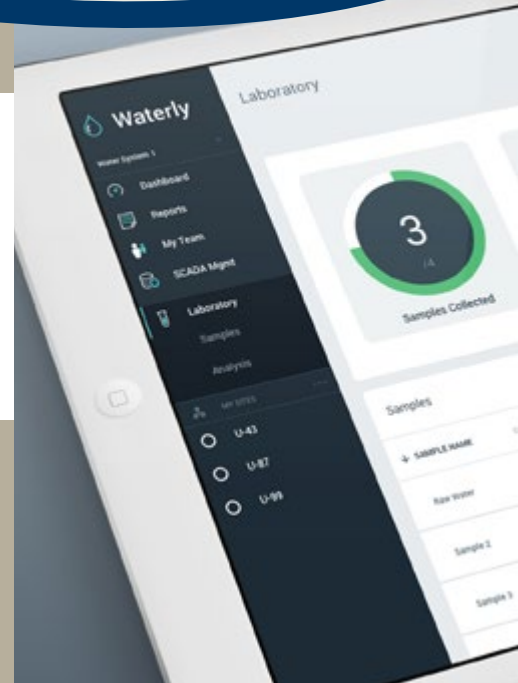 Waterly
Water System 1
Dashboard
Reports
My Team
SCADA Mgmt
Laboratory
Samples
Analysis
MY SITES
U-43
U-87
U-99
Laboratory
3
/4
Samples Collected
Samples
SAMPLE NAME
Raw Water
Sample 2
Sample 3